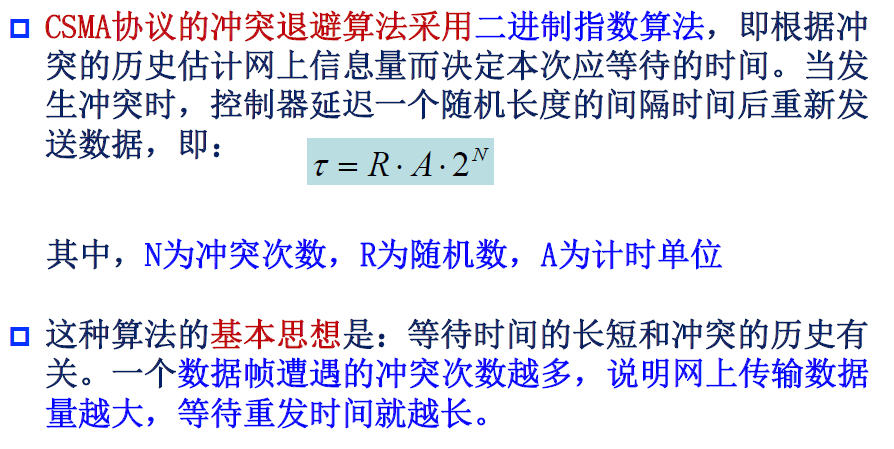 CSMA协议的冲突退避算法采用二进制指数算法，即根据冲
突的历史估计网上信息量而决定本次应等待的时间。当发
生冲突时，控制器延迟一个随机长度的间隔时间后重新发
送数据，即：
τ = R · A · 2^N
其中，N为冲突次数，R为随机数，A为计时单位
这种算法的基本思想是：等待时间的长短和冲突的历史有
关。一个数据帧遭遇的冲突次数越多，说明网上传输数据
量越大，等待重发时间就越长。